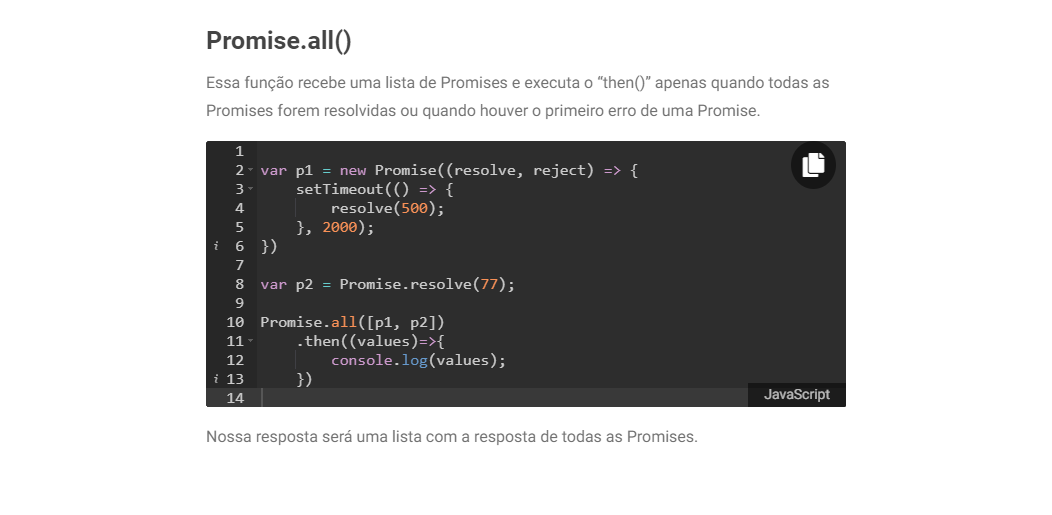 Promise.all()
Essa função recebe uma lista de Promises e executa o “then()” apenas quando todas as
Promises forem resolvidas ou quando houver o primeiro erro de uma Promise.
1
2 var p1 = new Promise((resolve, reject) => {
3     setTimeout(() => {
4         resolve(500);
5     }, 2000);
i 6 })
7
8 var p2 = Promise.resolve(77);
9
10 Promise.all([p1, p2])
11     .then((values)=>{
12         console.log(values);
i 13     })
14
JavaScript
Nossa resposta será uma lista com a resposta de todas as Promises.